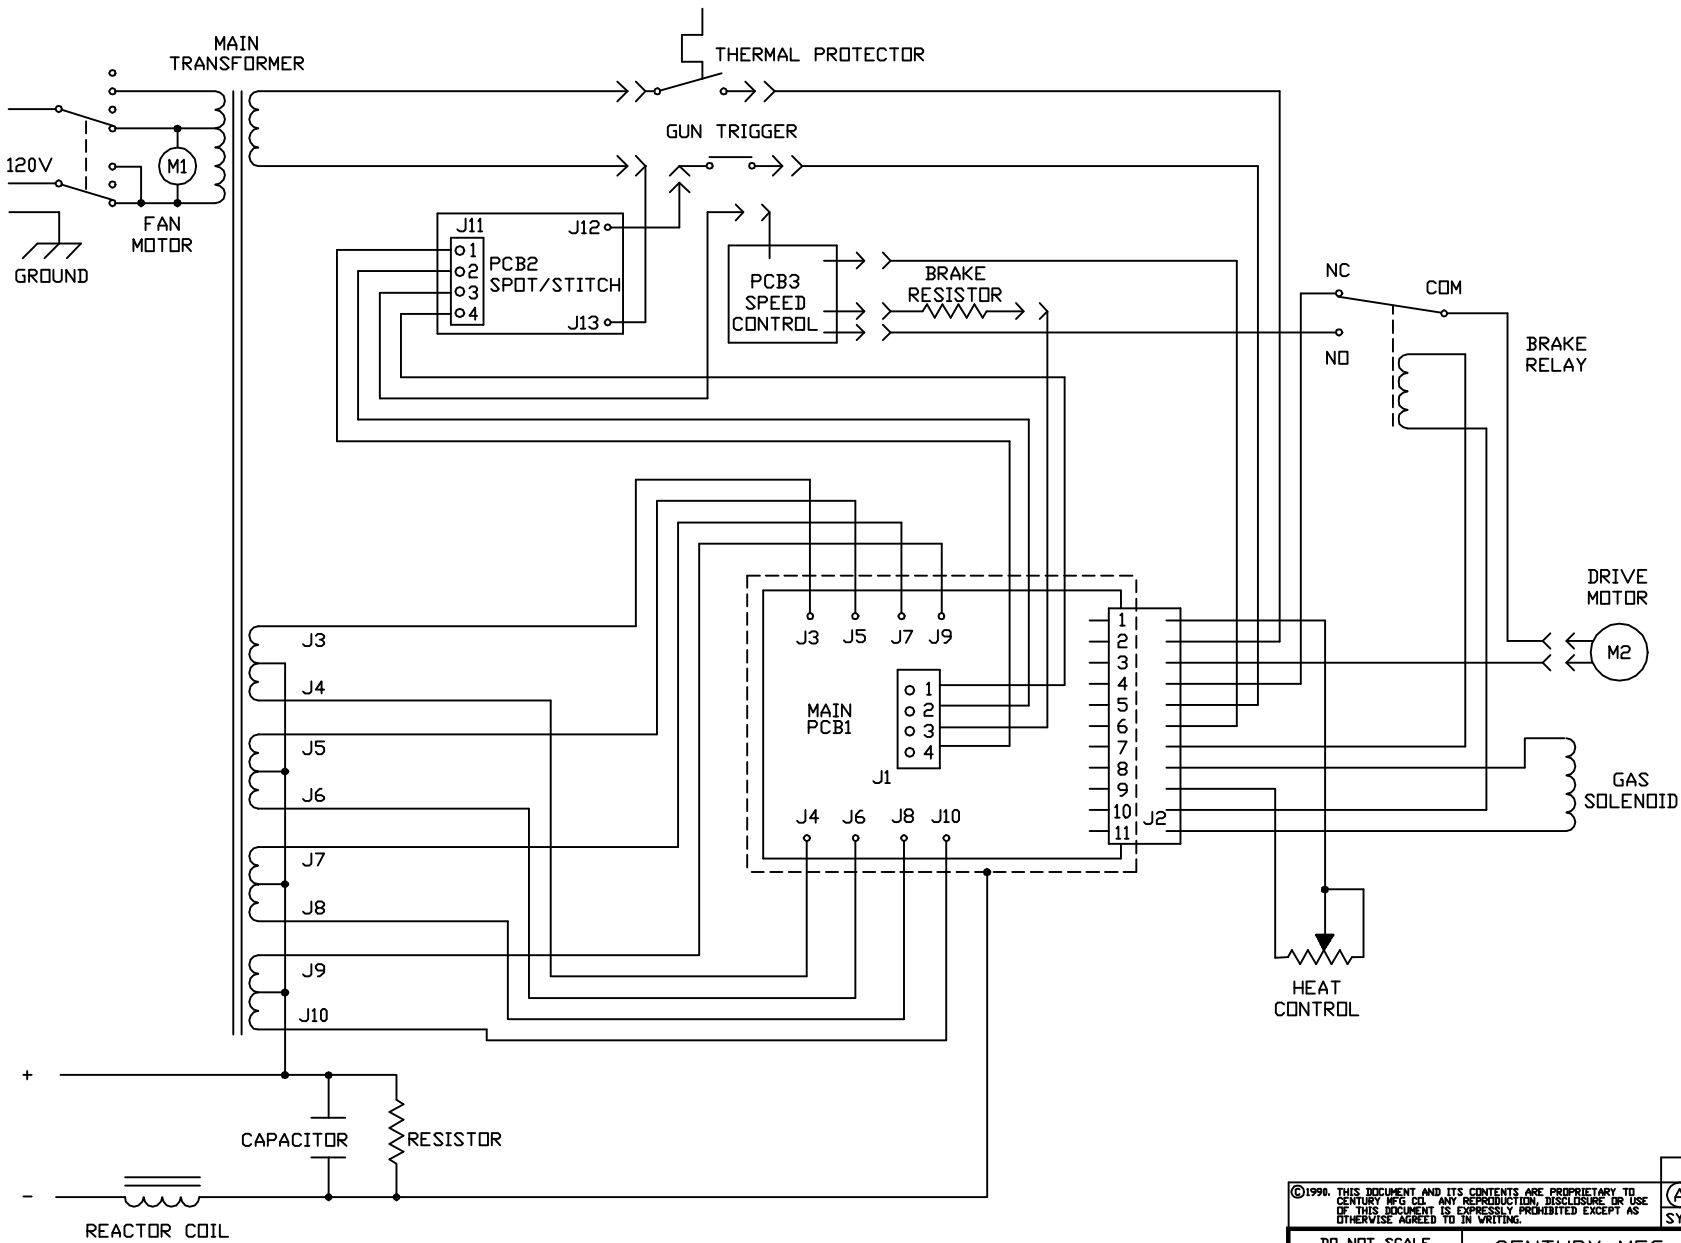 MAIN
TRANSFORMER
THERMAL PROTECTOR
GUN TRIGGER
120V
M1
FAN
MOTOR
GROUND
J11
J12
1
2
3
4
PCB2
SPOT/STITCH
J13
PCB3
SPEED
CONTROL
BRAKE
RESISTOR
NC
COM
NO
BRAKE
RELAY
DRIVE
MOTOR
M2
J3
J4
J5
J6
J7
J8
J9
J10
J3 J5 J7 J9
MAIN
PCB1
1
2
3
4
J1
J4 J6 J8 J10
1
2
3
4
5
6
7
8
9
10
11
J2
GAS
SOLENOID
HEAT
CONTROL
+
CAPACITOR
RESISTOR
-
REACTOR COIL
©1990. THIS DOCUMENT AND ITS CONTENTS ARE PROPRIETARY TO
CENTURY MFG CO. ANY REPRODUCTION, DISCLOSURE OR USE
OF THIS DOCUMENT IS EXPRESSLY PROHIBITED EXCEPT AS
OTHERWISE AGREED TO IN WRITING.
A
SY
DO NOT SCALE
CENTURY MFG